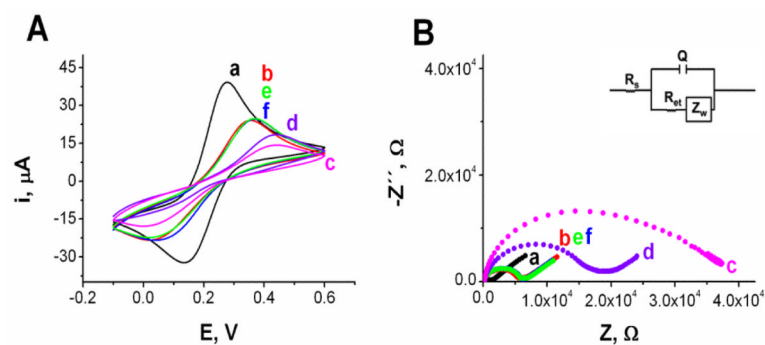 A
45
30
15
0
-15
-30
i, µA
a
b
e
f
d
c
-0.2
0.0
0.2
0.4
0.6
E, V
B
4.0x10⁴
2.0x10⁴
0.0
-Z´´, Ω
Q
Rs
Ret
Zw
a
b e f
d
c
0.0
1.0x10⁴
2.0x10⁴
3.0x10⁴
4.0x10⁴
Z, Ω